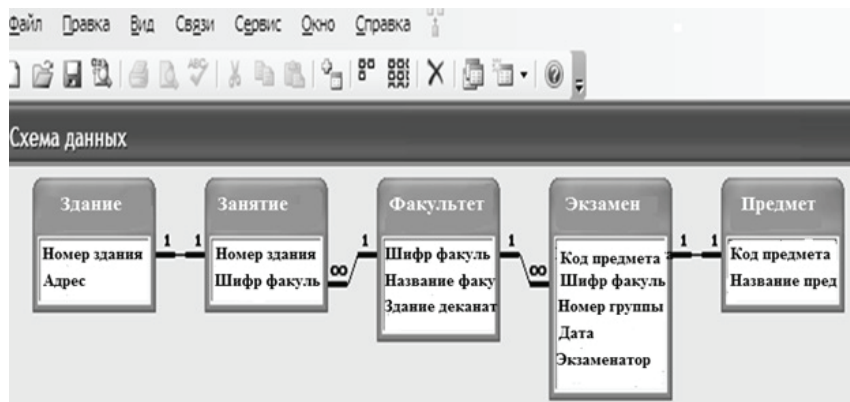 Файл Правка Вид Связи Сервис Окно Справка
Схема данных
Здание
Номер здания
Адрес
1 1
Занятие
Номер здания
Шифр факуль
∞ 1
Факультет
Шифр факуль
Название факу
Здание деканат
1 ∞
Экзамен
Код предмета
Шифр факуль
Номер группы
Дата
Экзаменатор
1 1
Предмет
Код предмета
Название пред